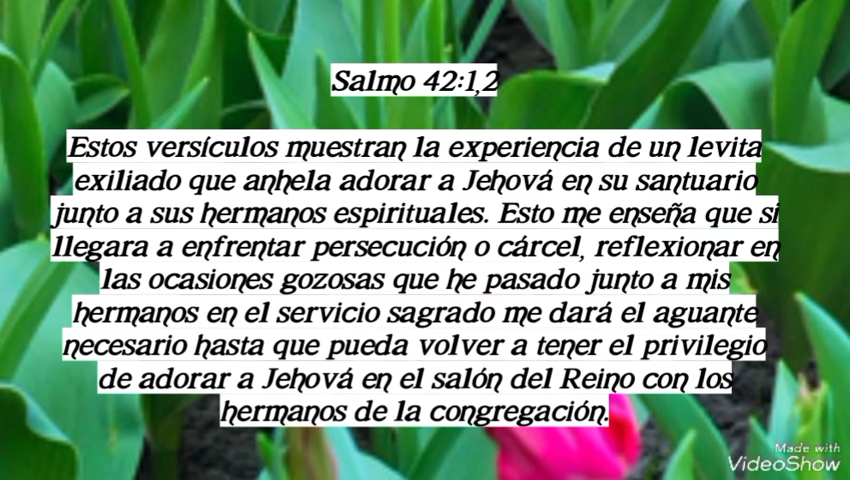 Salmo 42:1,2
Estos versículos muestran la experiencia de un levita
exiliado que anhela adorar a Jehová en su santuario
junto a sus hermanos espirituales. Esto me enseña que si
llegara a enfrentar persecución o cárcel, reflexionar en
las ocasiones gozosas que he pasado junto a mis
hermanos en el servicio sagrado me dará el aguante
necesario hasta que pueda volver a tener el privilegio
de adorar a Jehová en el salón del Reino con los
hermanos de la congregación.
Made with
VideoShow